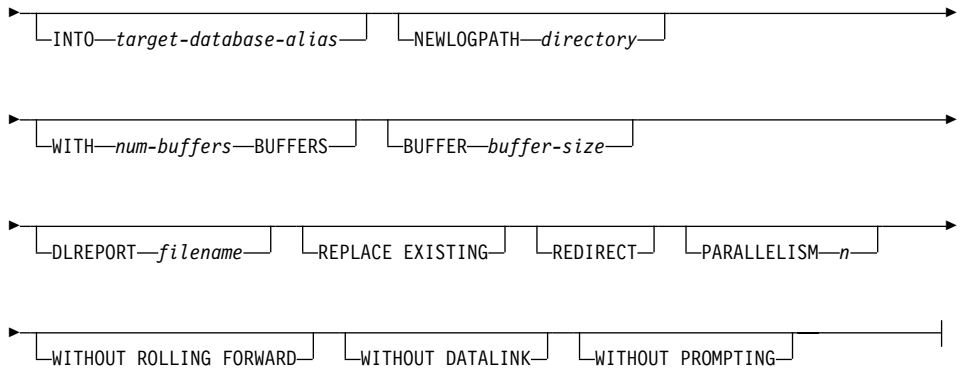 INTO target-database-alias NEWLOGPATH directory
WITH num-buffers BUFFERS BUFFER buffer-size
DLREPORT filename REPLACE EXISTING REDIRECT PARALLELISM n
WITHOUT ROLLING FORWARD WITHOUT DATALINK WITHOUT PROMPTING